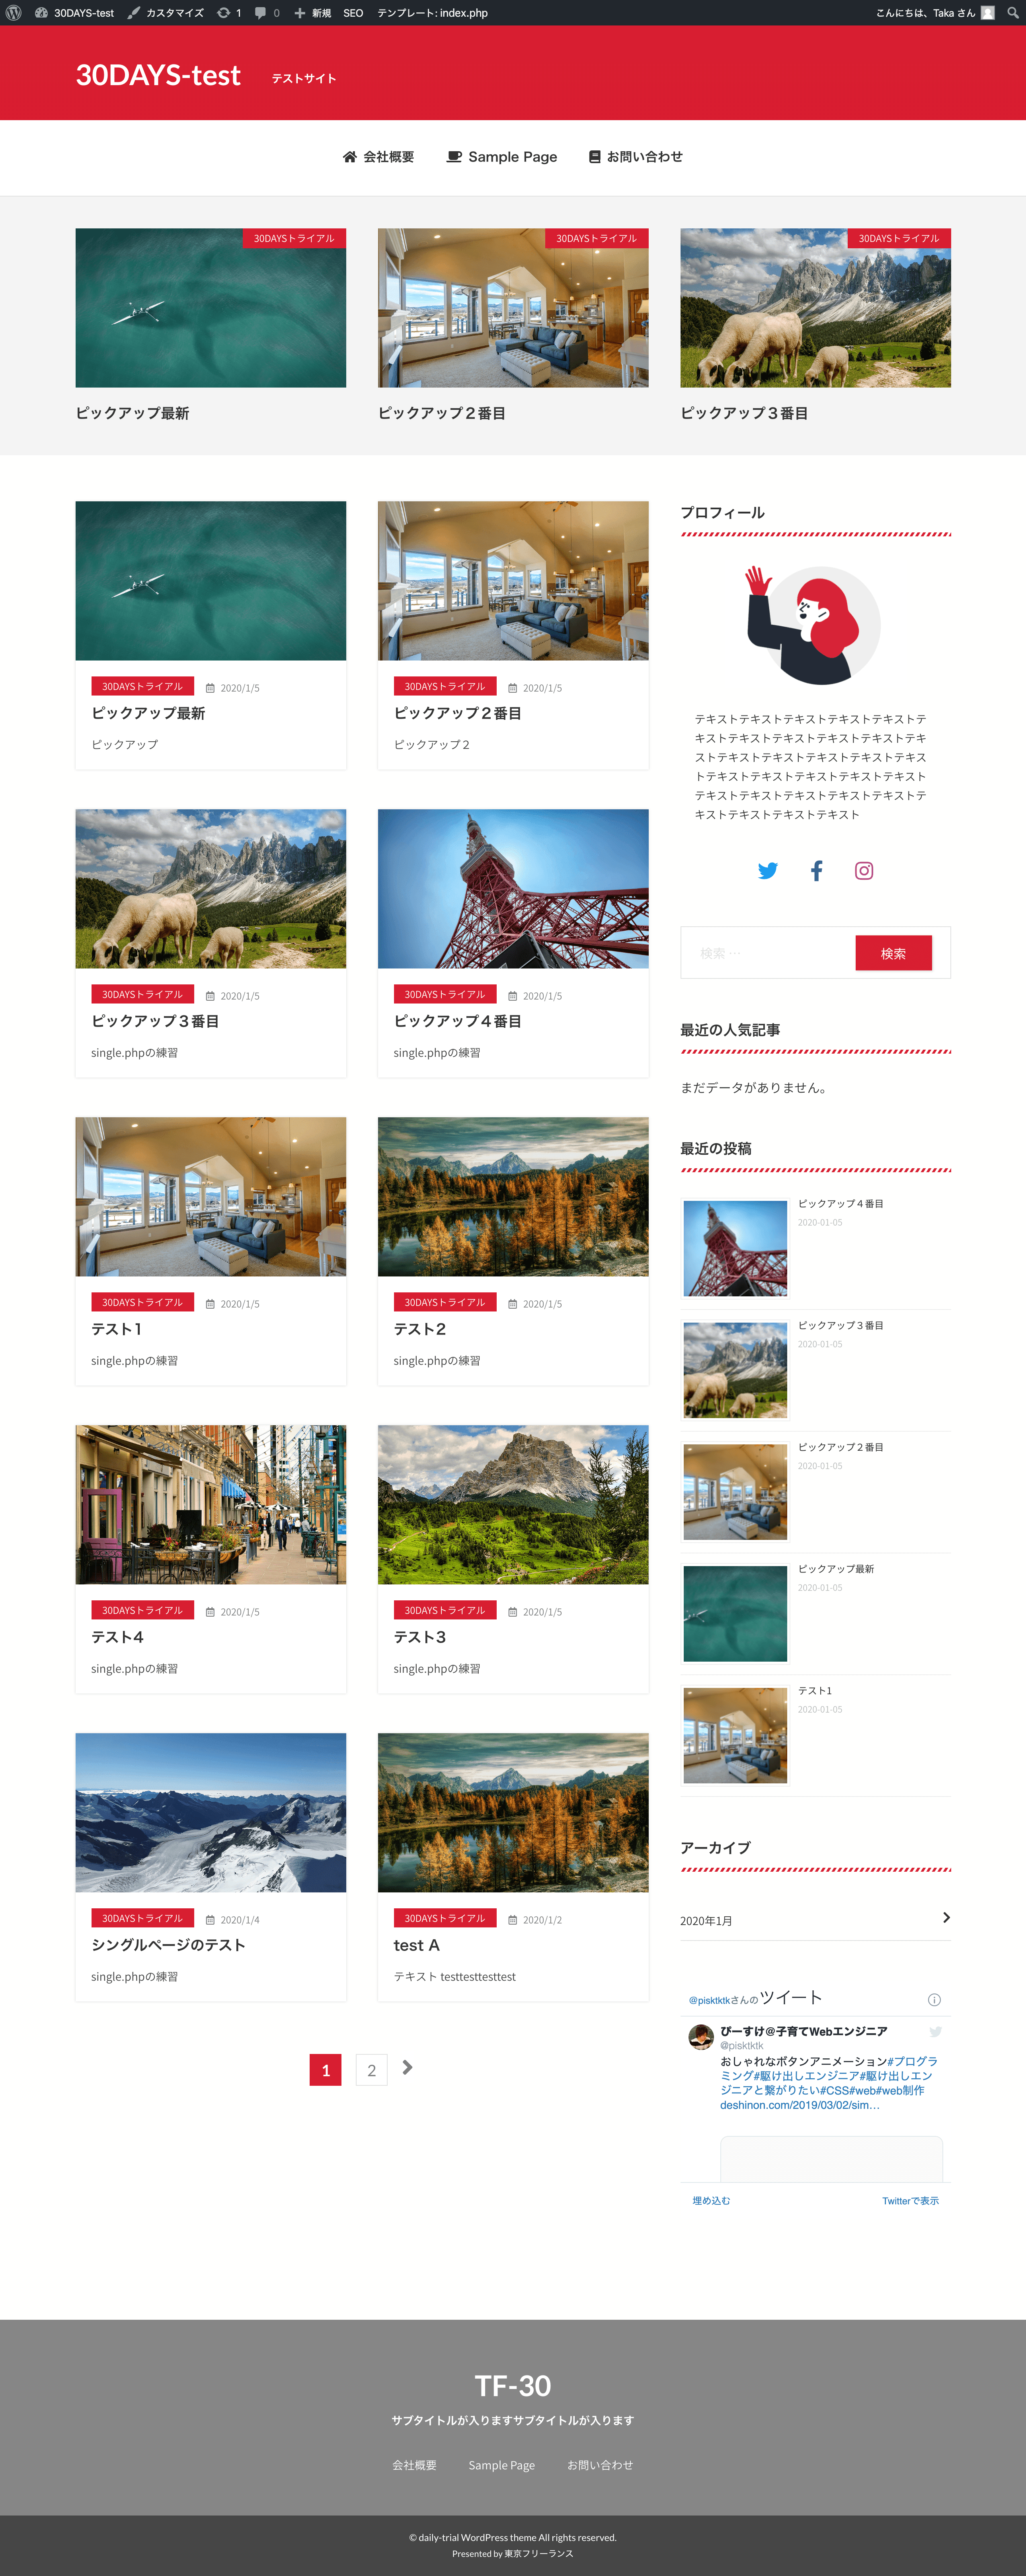 30DAYS-test カスタマイズ 1 0 新規 SEO テンプレート: index.php こんにちは、Taka さん
30DAYS-test テストサイト
会社概要 Sample Page お問い合わせ
30DAYSトライアル 30DAYSトライアル 30DAYSトライアル
ピックアップ最新 ピックアップ２番目 ピックアップ３番目
30DAYSトライアル 2020/1/5
ピックアップ最新
ピックアップ
30DAYSトライアル 2020/1/5
ピックアップ２番目
ピックアップ２
30DAYSトライアル 2020/1/5
ピックアップ３番目
single.phpの練習
30DAYSトライアル 2020/1/5
ピックアップ４番目
single.phpの練習
30DAYSトライアル 2020/1/5
テスト1
single.phpの練習
30DAYSトライアル 2020/1/5
テスト2
single.phpの練習
30DAYSトライアル 2020/1/5
テスト4
single.phpの練習
30DAYSトライアル 2020/1/5
テスト3
single.phpの練習
30DAYSトライアル 2020/1/4
シングルページのテスト
single.phpの練習
30DAYSトライアル 2020/1/2
test A
テキスト testtesttesttest
1 2
プロフィール
テキストテキストテキストテキストテキストテ
キストテキストテキストテキストテキストテキ
ストテキストテキストテキストテキストテキス
トテキストテキストテキストテキストテキスト
テキストテキストテキストテキストテキストテ
キストテキストテキストテキスト
検索 … 検索
最近の人気記事
まだデータがありません。
最近の投稿
ピックアップ４番目
2020-01-05
ピックアップ３番目
2020-01-05
ピックアップ２番目
2020-01-05
ピックアップ最新
2020-01-05
テスト1
2020-01-05
アーカイブ
2020年1月
@pisktktkさんのツイート
ぴーすけ@子育てWebエンジニア
@pisktktk
おしゃれなボタンアニメーション#プログラ
ミング#駆け出しエンジニア#駆け出しエン
ジニアと繋がりたい#CSS#web#web制作
deshinon.com/2019/03/02/sim…
埋め込む Twitterで表示
TF-30
サブタイトルが入りますサブタイトルが入ります
会社概要 Sample Page お問い合わせ
© daily-trial WordPress theme All rights reserved.
Presented by 東京フリーランス